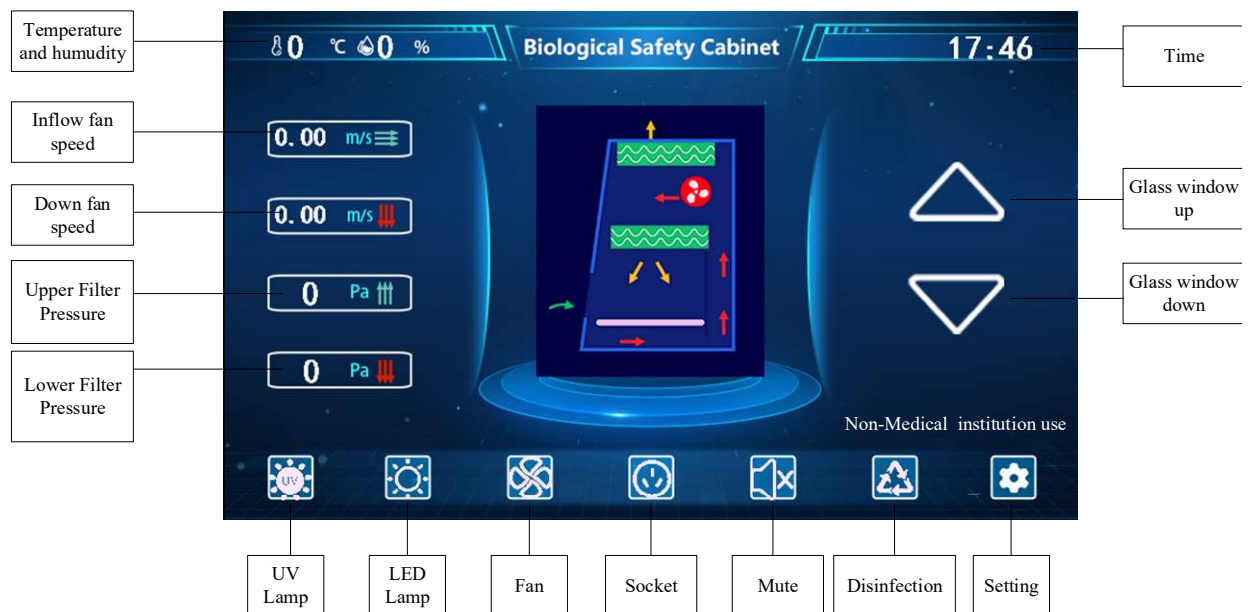 Temperature
and humudity
0 ℃ 0 %
Biological Safety Cabinet
17:46
Time
Inflow fan
speed
0.00 m/s
Down fan
speed
0.00 m/s
Glass window
up
Upper Filter
Pressure
0 Pa
Glass window
down
Lower Filter
Pressure
0 Pa
Non-Medical institution use
UV
UV
Lamp
LED
Lamp
Fan
Socket
Mute
Disinfection
Setting